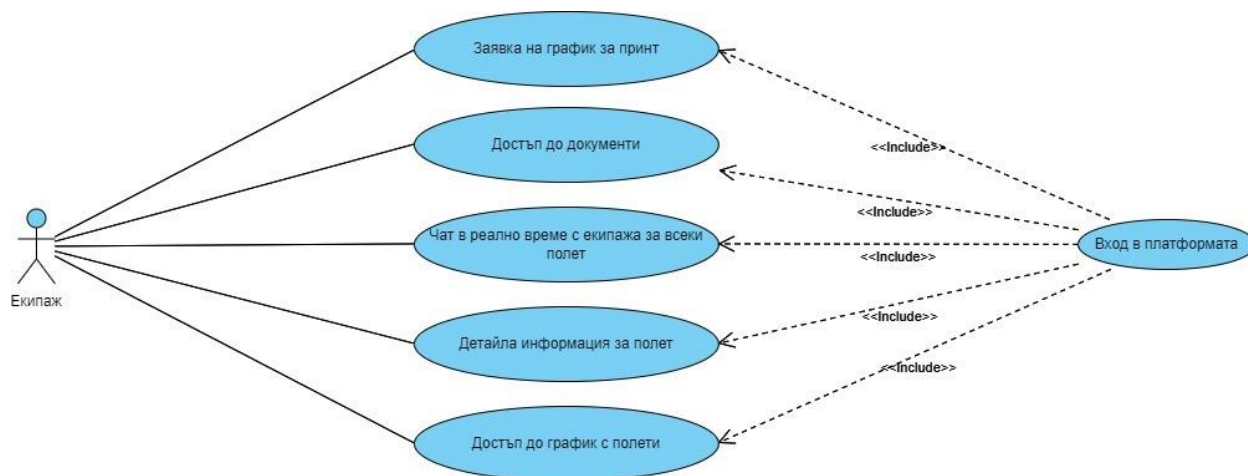 Заявка на график за принт
Достъп до документи
<<Include>>
<<Include>>
Чат в реално време с екипажа за всеки
полет
Вход в платформата
<<Include>>
Екипаж
<<Include>>
Детайла информация за полет
<<Include>>
Достъп до график с полети